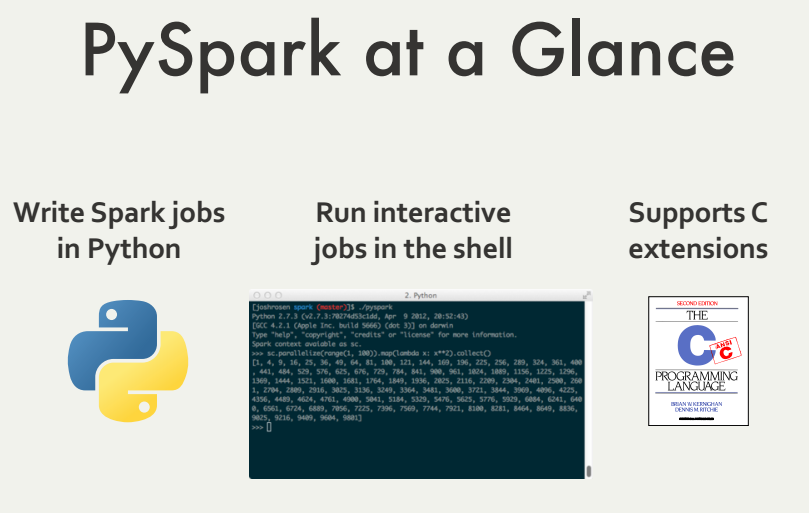 PySpark at a Glance
Write Spark jobs
in Python
Run interactive
jobs in the shell
Supports C
extensions
2. Python
[joshrosen spark (master)]$ ./pyspark
Python 2.7.3 (v2.7.3:70274d53c1dd, Apr  9 2012, 20:52:43)
[GCC 4.2.1 (Apple Inc. build 5666) (dot 3)] on darwin
Type "help", "copyright", "credits" or "license" for more information.
Spark context avaiable as sc.
>>> sc.parallelize(range(1, 100)).map(lambda x: x**2).collect()
[1, 4, 9, 16, 25, 36, 49, 64, 81, 100, 121, 144, 169, 196, 225, 256, 289, 324, 361, 400
, 441, 484, 529, 576, 625, 676, 729, 784, 841, 900, 961, 1024, 1089, 1156, 1225, 1296,
1369, 1444, 1521, 1600, 1681, 1764, 1849, 1936, 2025, 2116, 2209, 2304, 2401, 2500, 260
1, 2704, 2809, 2916, 3025, 3136, 3249, 3364, 3481, 3600, 3721, 3844, 3969, 4096, 4225,
4356, 4489, 4624, 4761, 4900, 5041, 5184, 5329, 5476, 5625, 5776, 5929, 6084, 6241, 640
0, 6561, 6724, 6889, 7056, 7225, 7396, 7569, 7744, 7921, 8100, 8281, 8464, 8649, 8836,
9025, 9216, 9409, 9604, 9801]
>>>
SECOND EDITION
THE
C
ANSI
C
PROGRAMMING
LANGUAGE
BRIAN W. KERNIGHAN
DENNIS M. RITCHIE